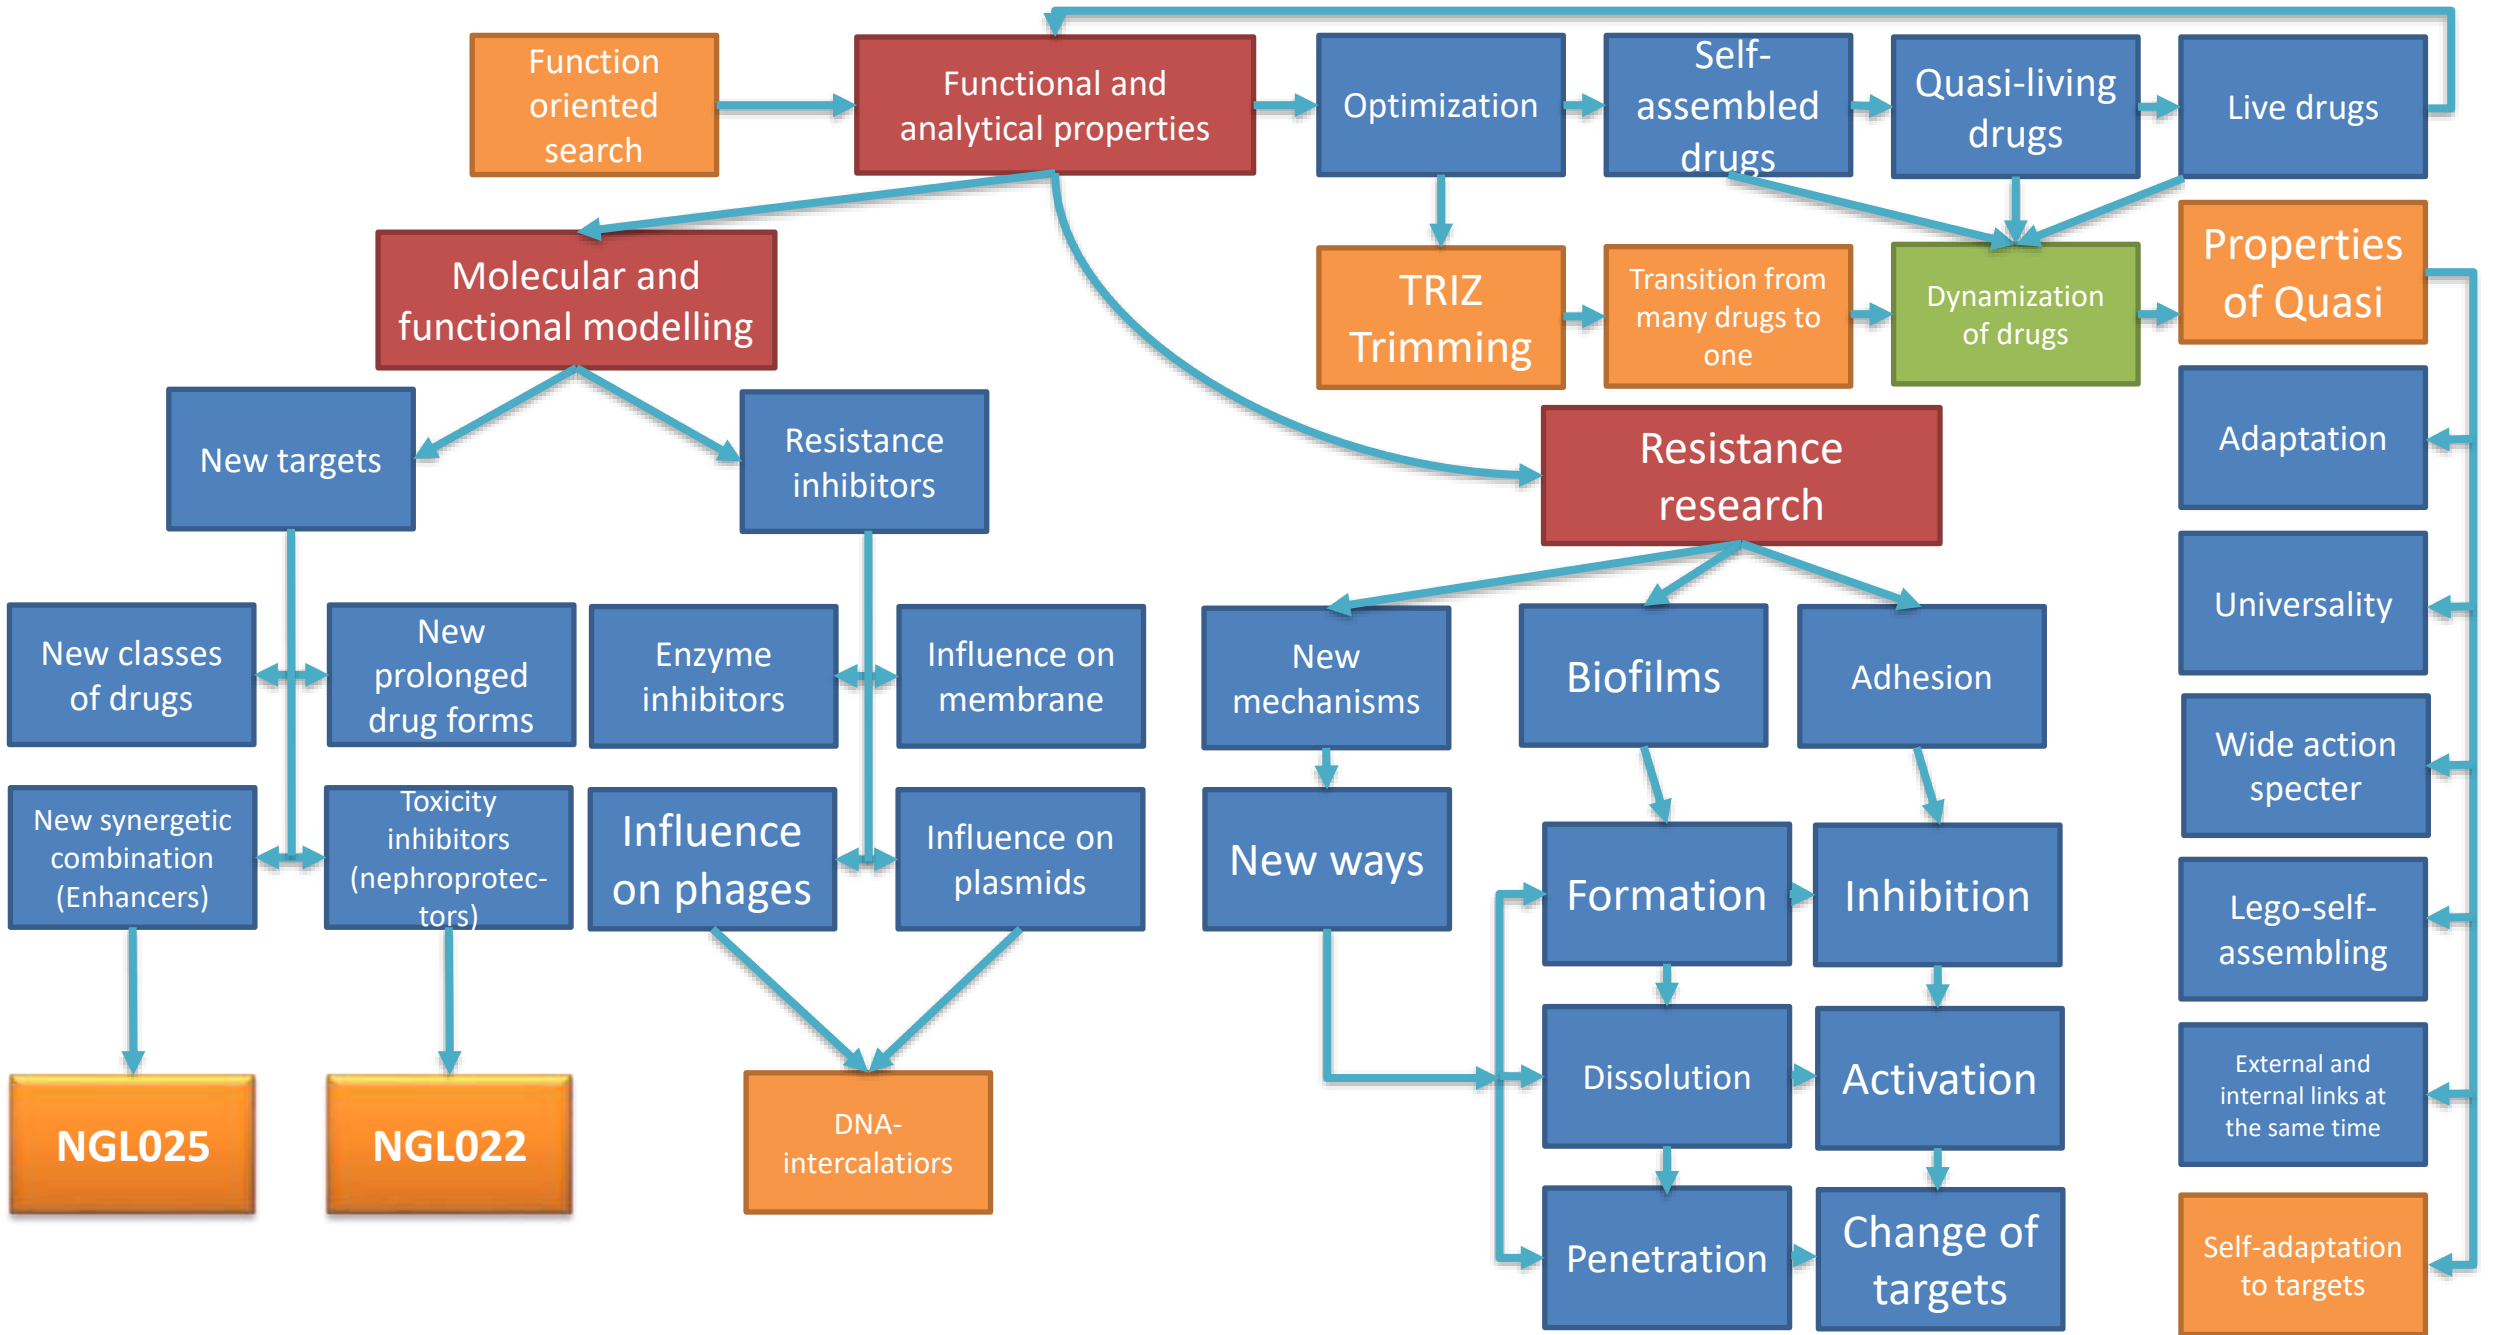 Function
oriented
search
Functional and
analytical properties
Optimization
Self-
assembled
drugs
Quasi-living
drugs
Live drugs
Molecular and
functional modelling
TRIZ
Trimming
Transition from
many drugs to
one
Dynamization
of drugs
Properties
of Quasi
New targets
Resistance
inhibitors
Resistance
research
Adaptation
Universality
New classes
of drugs
New
prolonged
drug forms
Enzyme
inhibitors
Influence on
membrane
New
mechanisms
Biofilms
Adhesion
Wide action
specter
New synergetic
combination
(Enhancers)
Toxicity
inhibitors
(nephroprotec-
tors)
Influence
on phages
Influence on
plasmids
New ways
Formation
Inhibition
Lego-self-
assembling
NGL025
NGL022
DNA-
intercalatiors
Dissolution
Activation
External and
internal links at
the same time
Penetration
Change of
targets
Self-adaptation
to targets